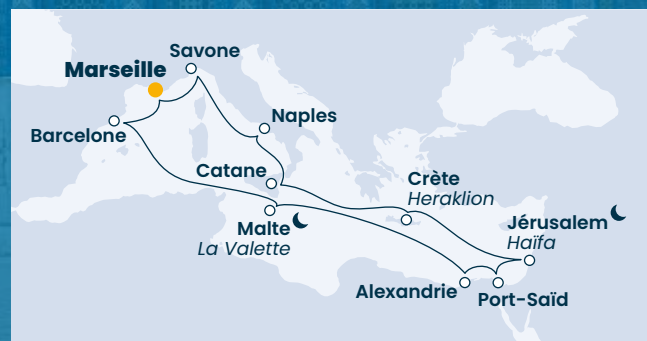 Savone
Marseille
Naples
Barcelone
Catane
Crète
Heraklion
Jérusalem
Haïfa
Malte
La Valette
Alexandrie
Port-Saïd